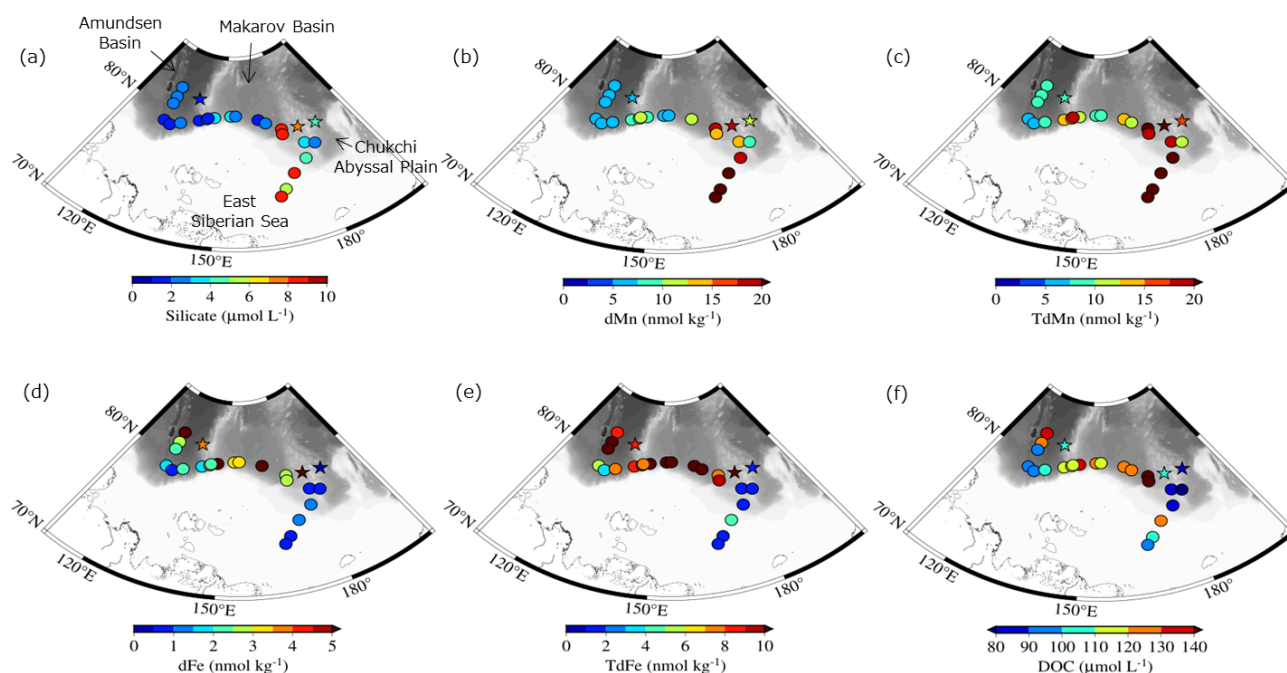 Amundsen
Basin
Makarov Basin
(a)
(b)
(c)
80°N
80°N
80°N
70°N
70°N
70°N
Chukchi
Abyssal Plain
East
Siberian Sea
120°E
150°E
180°
120°E
150°E
180°
120°E
150°E
180°
0 2 4 6 8 10
Silicate (μmol L⁻¹)
0 5 10 15 20
dMn (nmol kg⁻¹)
0 5 10 15 20
TdMn (nmol kg⁻¹)
(d)
(e)
(f)
80°N
80°N
80°N
70°N
70°N
70°N
120°E
150°E
180°
120°E
150°E
180°
120°E
150°E
180°
0 1 2 3 4 5
dFe (nmol kg⁻¹)
0 2 4 6 8 10
TdFe (nmol kg⁻¹)
80 90 100 110 120 130 140
DOC (μmol L⁻¹)